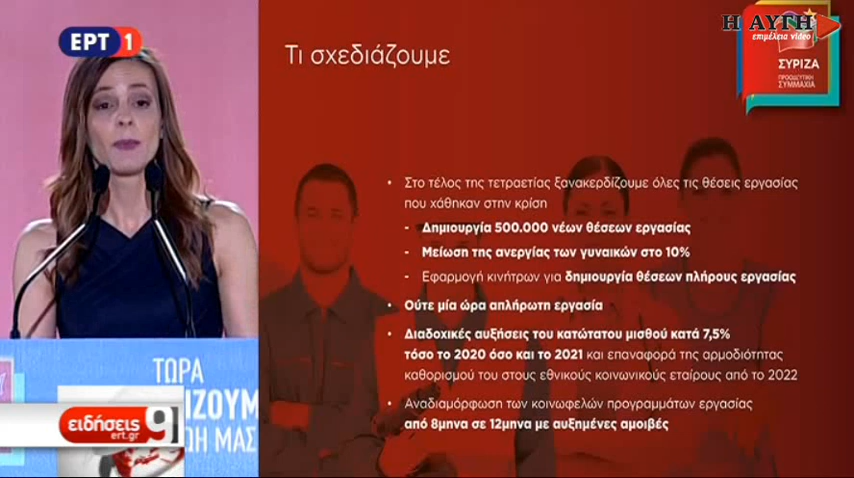 ΕΡΤ 1
Η ΑΥΓΗ
επιμέλεια video
ΣΥΡΙΖΑ
ΠΡΟΟΔΕΥΤΙΚΗ
ΣΥΜΜΑΧΙΑ
Τι σχεδιάζουμε
• Στο τέλος της τετραετίας ξανακερδίζουμε όλες τις θέσεις εργασίας
που χάθηκαν στην κρίση
- Δημιουργία 500.000 νέων θέσεων εργασίας
- Μείωση της ανεργίας των γυναικών στο 10%
- Εφαρμογή κινήτρων για δημιουργία θέσεων πλήρους εργασίας
• Ούτε μία ώρα απλήρωτη εργασία
• Διαδοχικές αυξήσεις του κατώτατου μισθού κατά 7,5%
τόσο το 2020 όσο και το 2021 και επαναφορά της αρμοδιότητας
καθορισμού του στους εθνικούς κοινωνικούς εταίρους από το 2022
• Αναδιαμόρφωση των κοινωφελών προγραμμάτων εργασίας
από 8μηνα σε 12μηνα με αυξημένες αμοιβές
ΤΩΡΑ
ΙΖΟΥΜ
ΩΗ ΜΑΣ
ειδήσεις 9
ert.gr